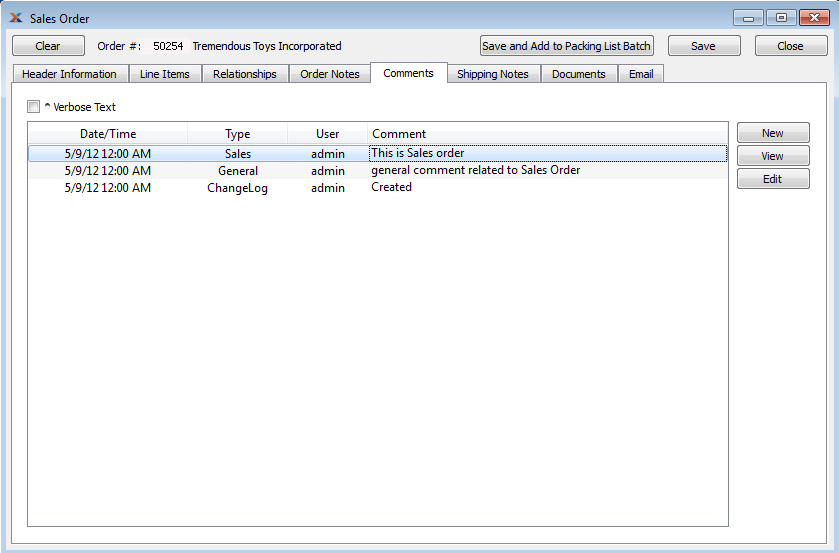 Sales Order
Clear Order #: 50254 Tremendous Toys Incorporated Save and Add to Packing List Batch Save Close
Header Information Line Items Relationships Order Notes Comments Shipping Notes Documents Email
^ Verbose Text
Date/Time Type User Comment New
5/9/12 12:00 AM Sales admin This is Sales order View
5/9/12 12:00 AM General admin general comment related to Sales Order Edit
5/9/12 12:00 AM ChangeLog admin Created